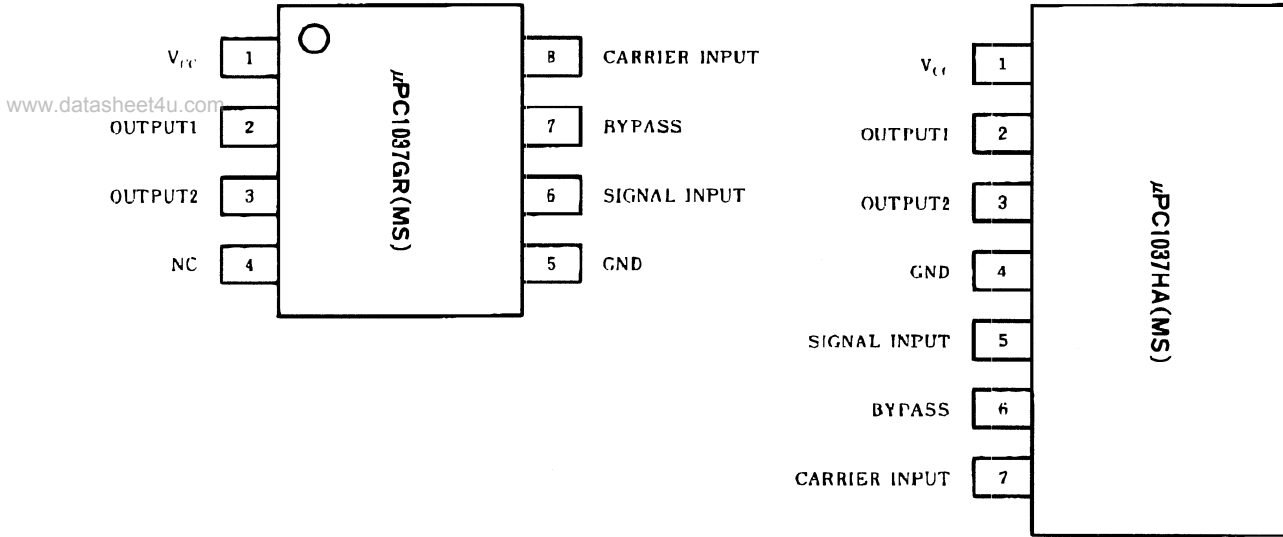 V_CC 1
8 CARRIER INPUT
www.datasheet4u.com
OUTPUT1 2
7 BYPASS
OUTPUT2 3
6 SIGNAL INPUT
NC 4
5 GND
μPC1037GR(MS)
V_CC 1
OUTPUT1 2
OUTPUT2 3
GND 4
SIGNAL INPUT 5
BYPASS 6
CARRIER INPUT 7
μPC1037HA(MS)